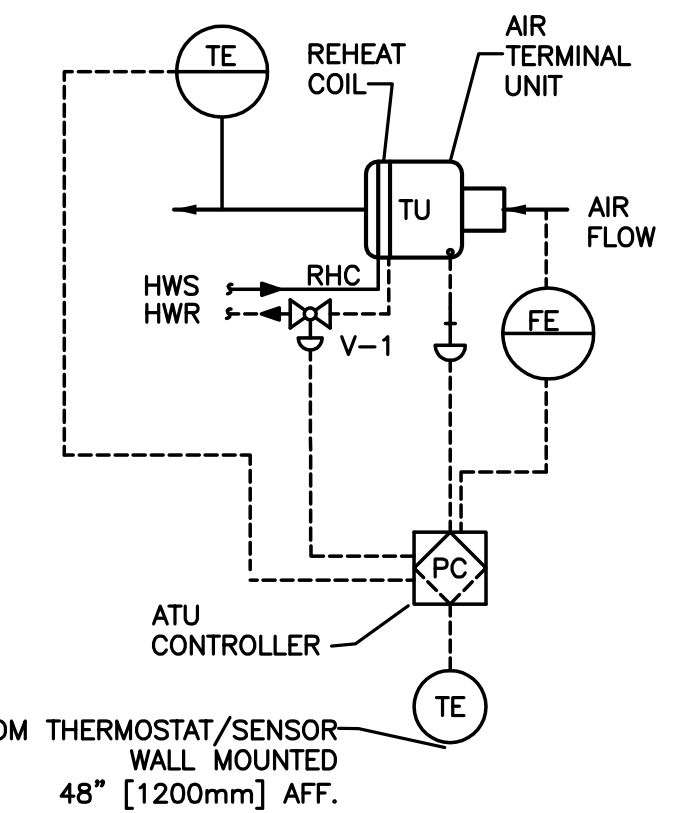 AIR
TERMINAL
UNIT
REHEAT
COIL
TE
TU
AIR
FLOW
HWS
RHC
HWR
V-1
FE
PC
ATU
CONTROLLER
TE
THERMOSTAT/SENSOR
WALL MOUNTED
48" [1200mm] AFF.